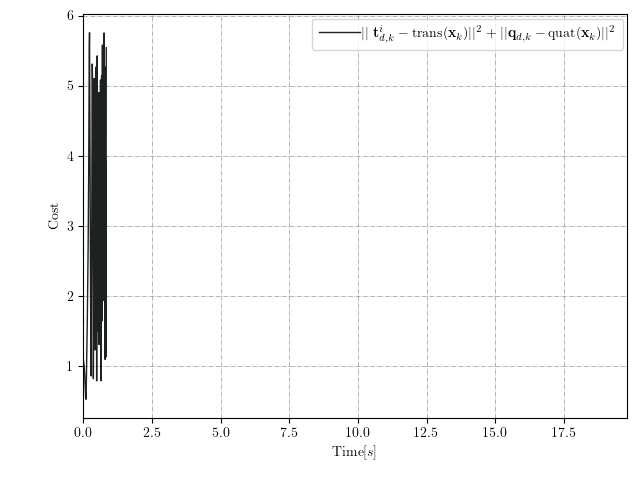 6
|| t^i_{d,k} − trans(x_k)||^2 + ||q_{d,k} − quat(x_k)||^2
5
4
3
2
1
Cost
0.0 2.5 5.0 7.5 10.0 12.5 15.0 17.5
Time[s]